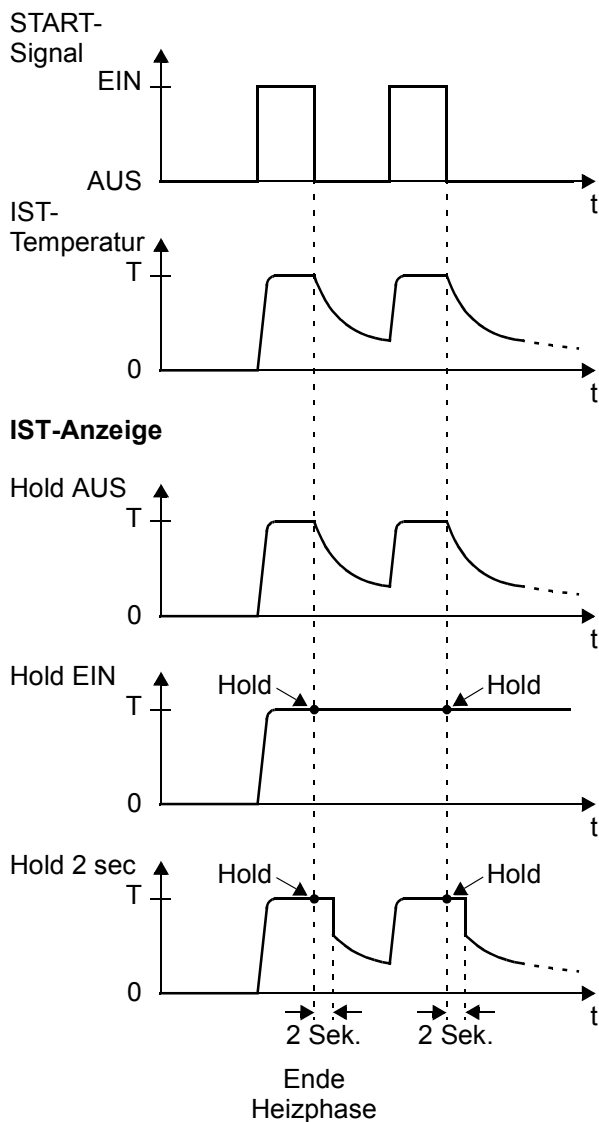 START-
Signal
EIN
AUS
t
IST-
Temperatur
T
0
t
IST-Anzeige
Hold AUS
T
0
t
Hold EIN
T
Hold
Hold
0
t
Hold 2 sec
T
Hold
Hold
0
t
2 Sek.
2 Sek.
Ende
Heizphase